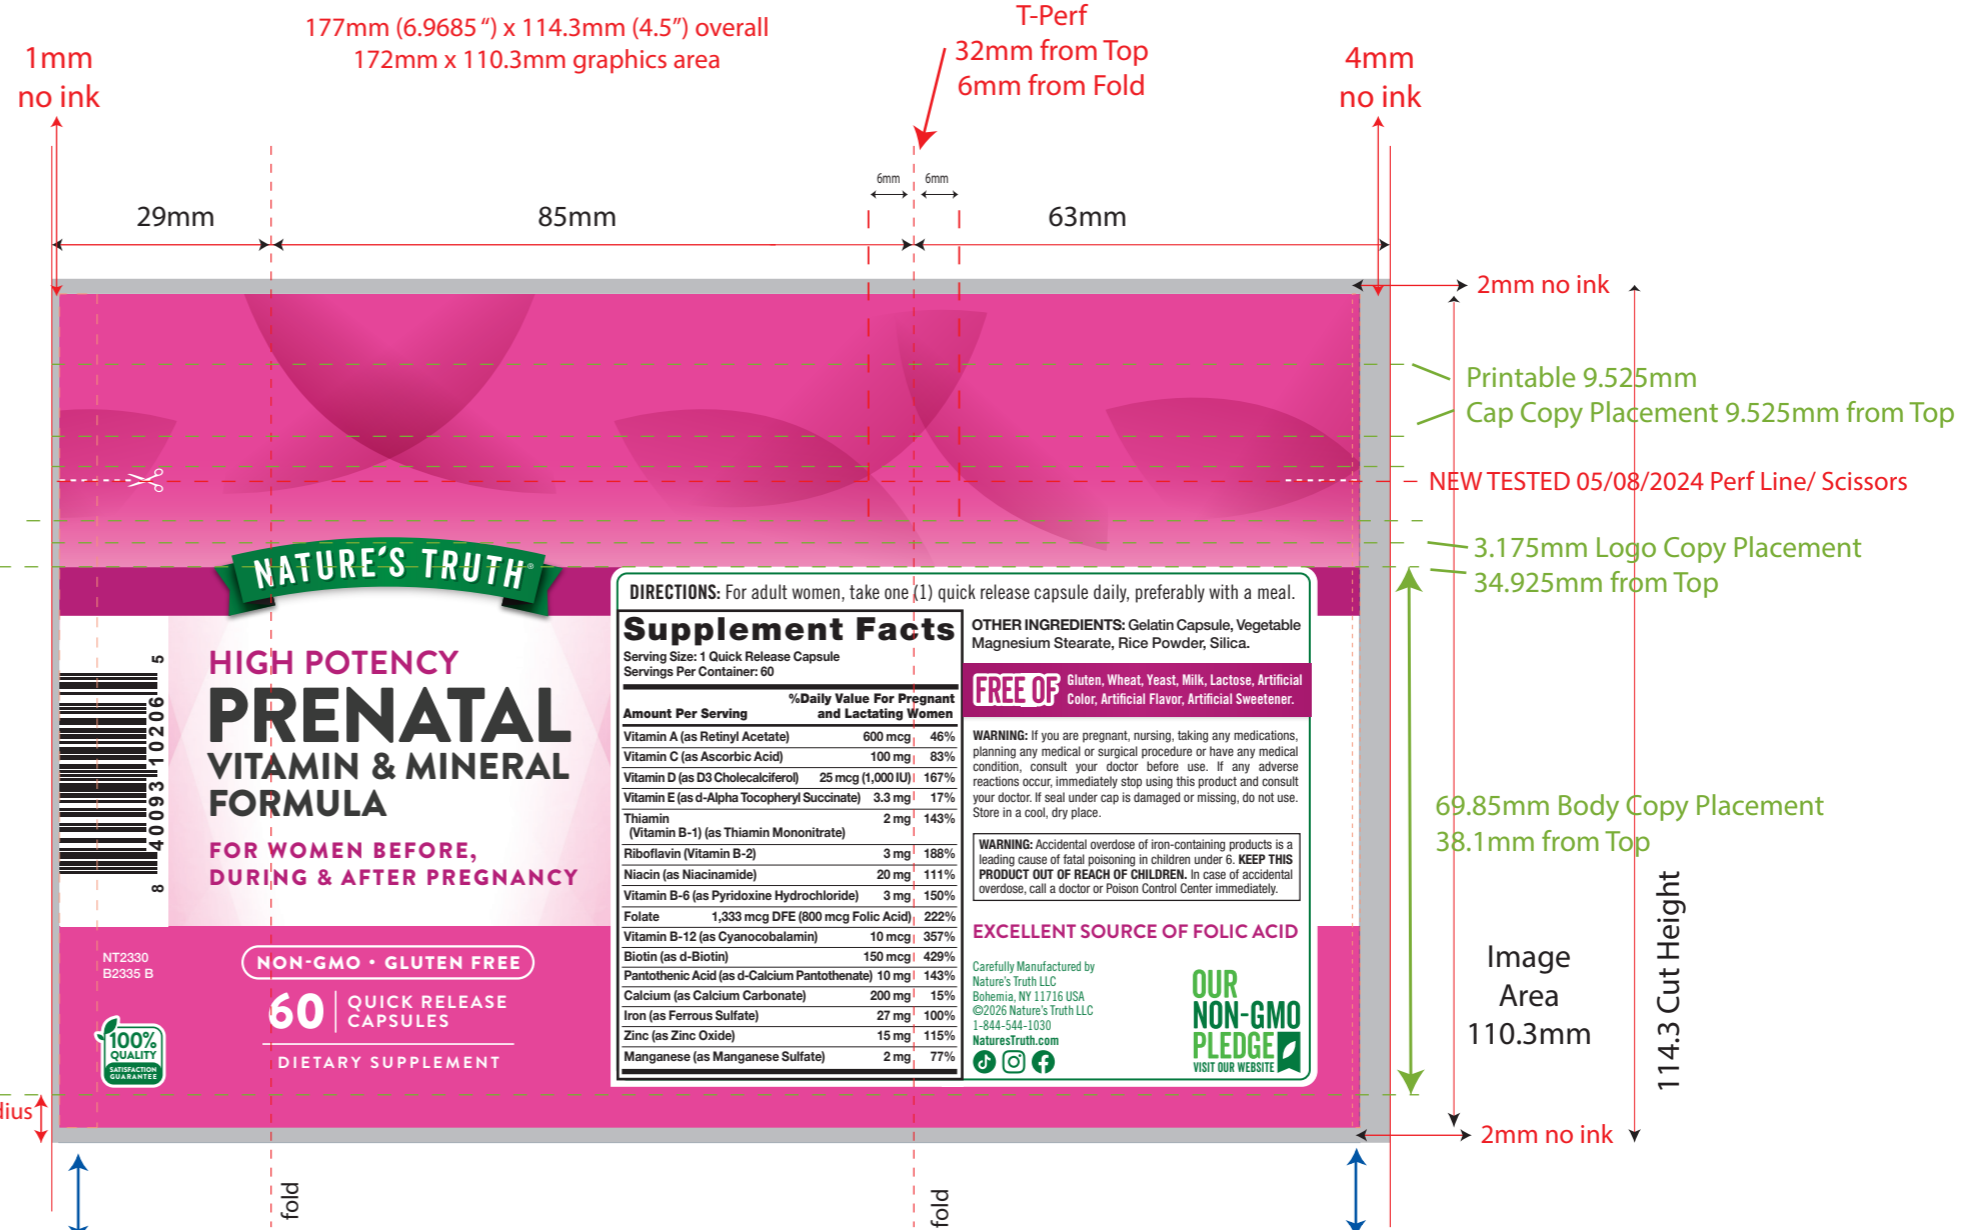 177mm (6.9685 “) x 114.3mm (4.5”) overall
172mm x 110.3mm graphics area
T-Perf
32mm from Top
6mm from Fold
1mm
no ink
4mm
no ink
6mm
6mm
29mm
85mm
63mm
2mm no ink
Printable 9.525mm
Cap Copy Placement 9.525mm from Top
NEW TESTED 05/08/2024 Perf Line/ Scissors
3.175mm Logo Copy Placement
34.925mm from Top
69.85mm Body Copy Placement
38.1mm from Top
Image
Area
110.3mm
114.3 Cut Height
2mm no ink
dius
fold
fold
NATURE'S TRUTH®
HIGH POTENCY
PRENATAL
VITAMIN & MINERAL
FORMULA
FOR WOMEN BEFORE,
DURING & AFTER PREGNANCY
NON-GMO • GLUTEN FREE
60
QUICK RELEASE
CAPSULES
DIETARY SUPPLEMENT
8 40093 10206 5
NT2330
B2335 B
100%
QUALITY
SATISFACTION
GUARANTEE
DIRECTIONS: For adult women, take one (1) quick release capsule daily, preferably with a meal.
Supplement Facts
Serving Size: 1 Quick Release Capsule
Servings Per Container: 60
%Daily Value For Pregnant
Amount Per Serving and Lactating Women
Vitamin A (as Retinyl Acetate) 600 mcg 46%
Vitamin C (as Ascorbic Acid) 100 mg 83%
Vitamin D (as D3 Cholecalciferol) 25 mcg (1,000 IU) 167%
Vitamin E (as d-Alpha Tocopheryl Succinate) 3.3 mg 17%
Thiamin 2 mg 143%
(Vitamin B-1) (as Thiamin Mononitrate)
Riboflavin (Vitamin B-2) 3 mg 188%
Niacin (as Niacinamide) 20 mg 111%
Vitamin B-6 (as Pyridoxine Hydrochloride) 3 mg 150%
Folate 1,333 mcg DFE (800 mcg Folic Acid) 222%
Vitamin B-12 (as Cyanocobalamin) 10 mcg 357%
Biotin (as d-Biotin) 150 mcg 429%
Pantothenic Acid (as d-Calcium Pantothenate) 10 mg 143%
Calcium (as Calcium Carbonate) 200 mg 15%
Iron (as Ferrous Sulfate) 27 mg 100%
Zinc (as Zinc Oxide) 15 mg 115%
Manganese (as Manganese Sulfate) 2 mg 77%
OTHER INGREDIENTS: Gelatin Capsule, Vegetable
Magnesium Stearate, Rice Powder, Silica.
FREE OF
Gluten, Wheat, Yeast, Milk, Lactose, Artificial
Color, Artificial Flavor, Artificial Sweetener.
WARNING: If you are pregnant, nursing, taking any medications,
planning any medical or surgical procedure or have any medical
condition, consult your doctor before use. If any adverse
reactions occur, immediately stop using this product and consult
your doctor. If seal under cap is damaged or missing, do not use.
Store in a cool, dry place.
WARNING: Accidental overdose of iron-containing products is a
leading cause of fatal poisoning in children under 6. KEEP THIS
PRODUCT OUT OF REACH OF CHILDREN. In case of accidental
overdose, call a doctor or Poison Control Center immediately.
EXCELLENT SOURCE OF FOLIC ACID
Carefully Manufactured by
Nature's Truth LLC
Bohemia, NY 11716 USA
©2026 Nature's Truth LLC
1-844-544-1030
NaturesTruth.com
OUR
NON-GMO
PLEDGE
VISIT OUR WEBSITE